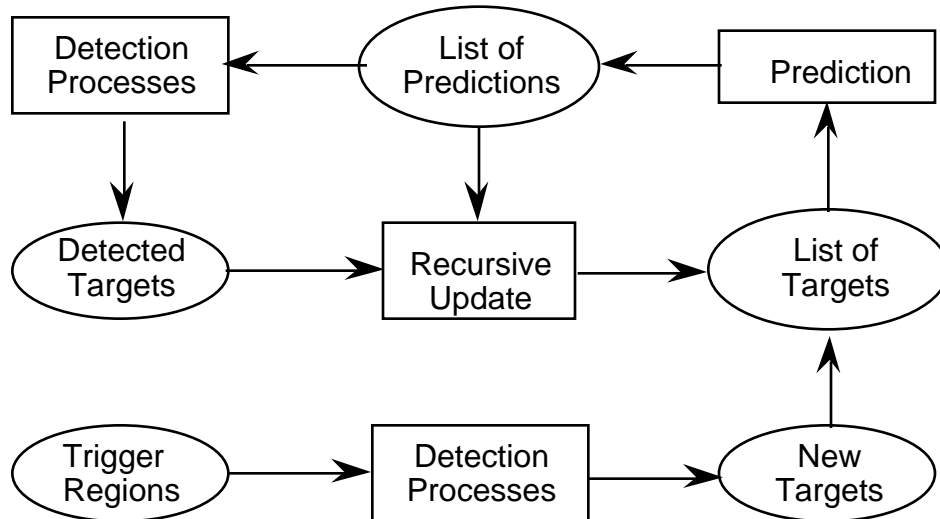 Detection
Processes
List of
Predictions
Prediction
Detected
Targets
Recursive
Update
List of
Targets
Trigger
Regions
Detection
Processes
New
Targets